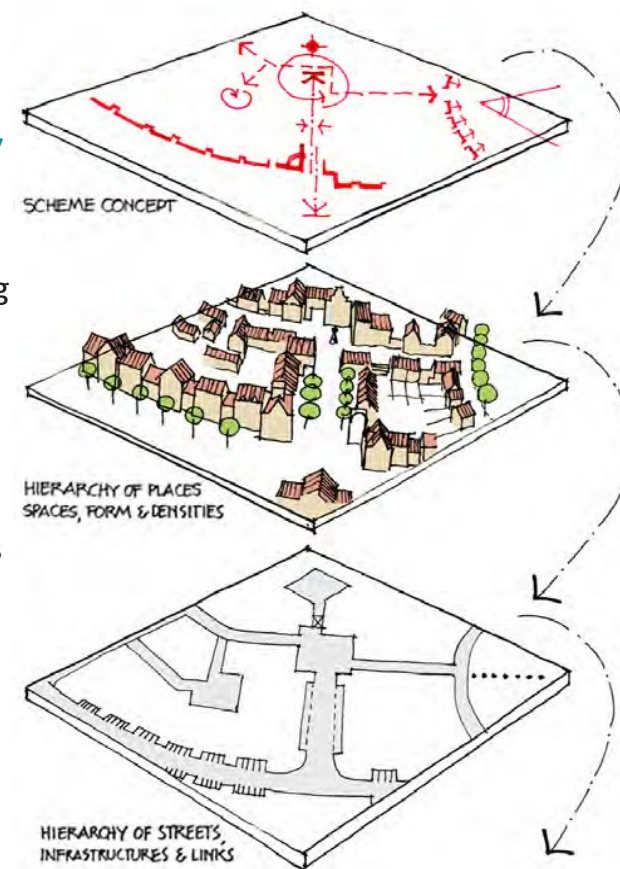 SCHEME CONCEPT
g
HIERARCHY OF PLACES
SPACES, FORM & DENSITIES
HIERARCHY OF STREETS,
INFRASTRUCTURES & LINKS